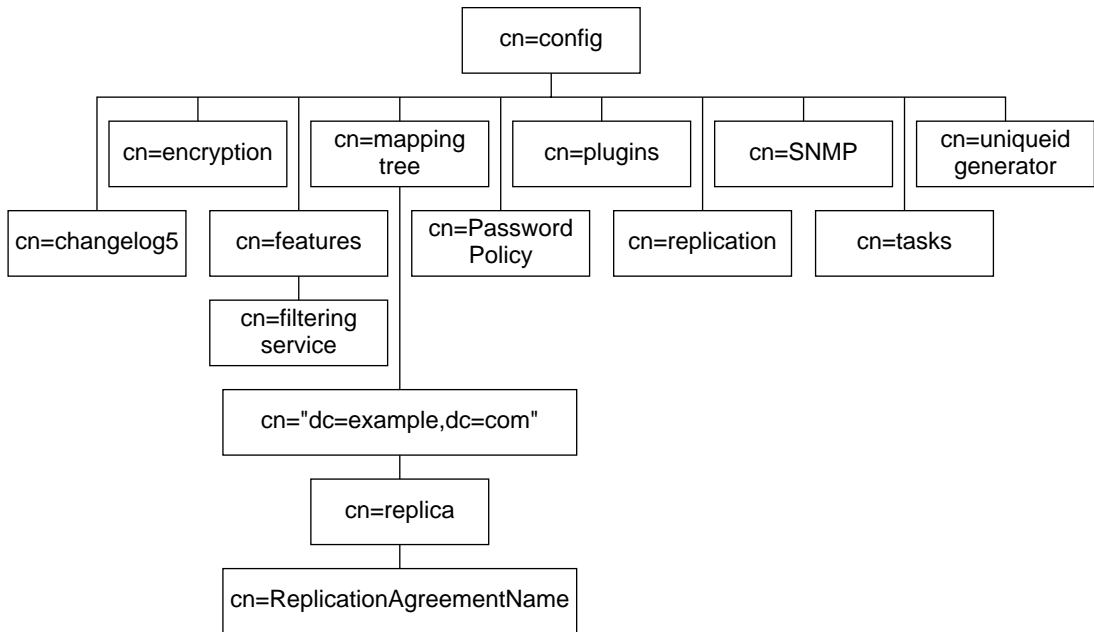 cn=config
cn=encryption
cn=mapping
tree
cn=plugins
cn=SNMP
cn=uniqueid
generator
cn=changelog5
cn=features
cn=Password
Policy
cn=replication
cn=tasks
cn=filtering
service
cn="dc=example,dc=com"
cn=replica
cn=ReplicationAgreementName